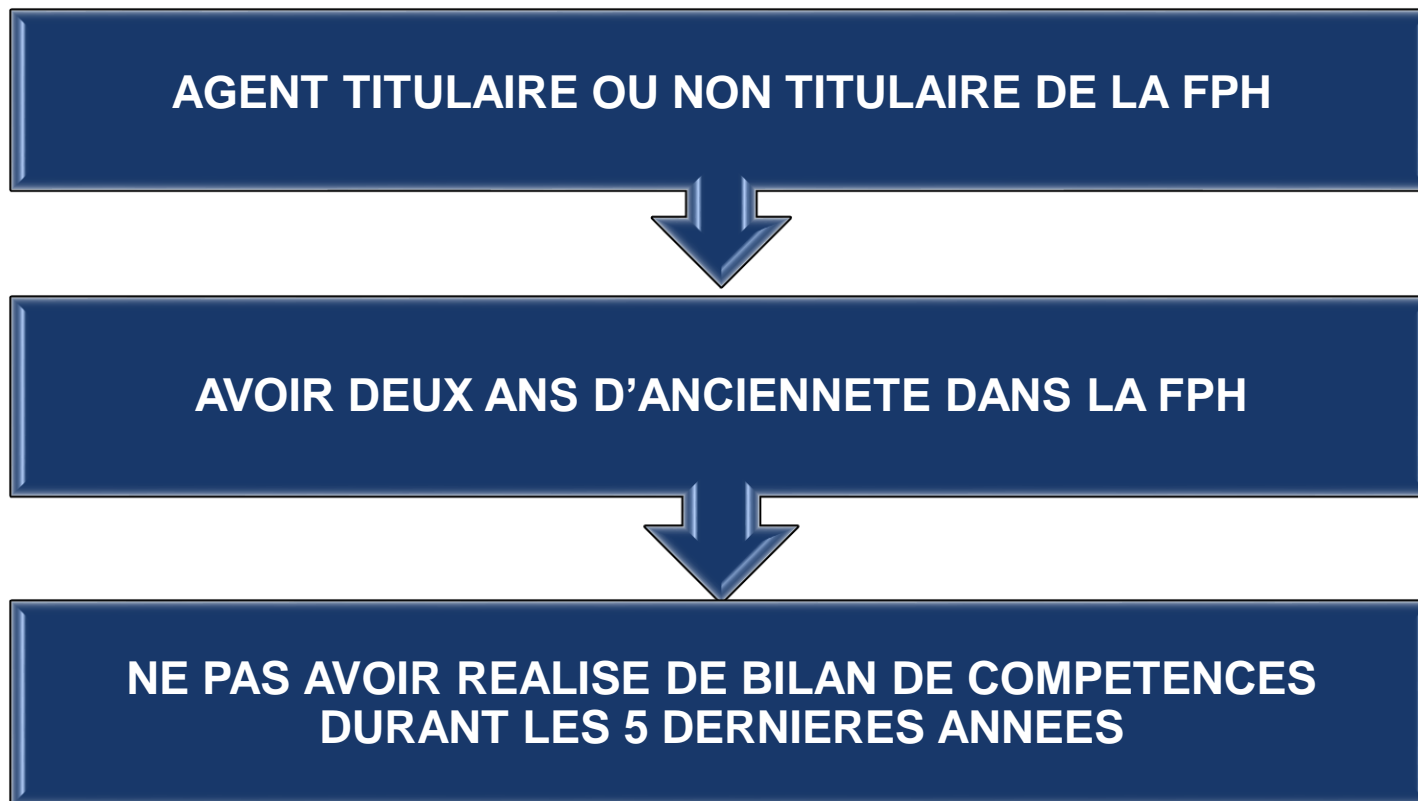 AGENT TITULAIRE OU NON TITULAIRE DE LA FPH
AVOIR DEUX ANS D’ANCIENNETE DANS LA FPH
NE PAS AVOIR REALISE DE BILAN DE COMPETENCES
DURANT LES 5 DERNIERES ANNEES